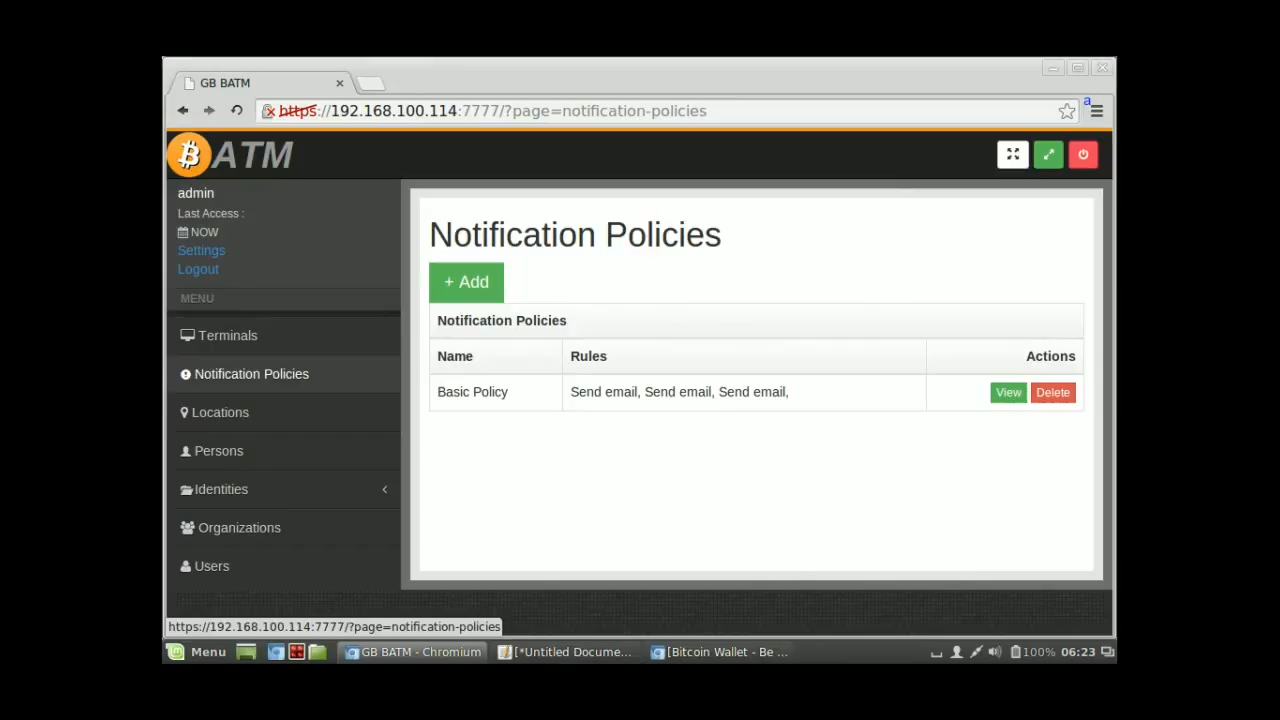 GB BATM
https://192.168.100.114:7777/?page=notification-policies
a
ATM
admin
Last Access :
NOW
Settings
Logout
MENU
Terminals
Notification Policies
Locations
Persons
Identities
Organizations
Users
Notification Policies
+ Add
Notification Policies
Name Rules Actions
Basic Policy Send email, Send email, Send email, View Delete
https://192.168.100.114:7777/?page=notification-policies
Menu GB BATM - Chromium [*Untitled Docume... [Bitcoin Wallet - Be ... 100% 06:23